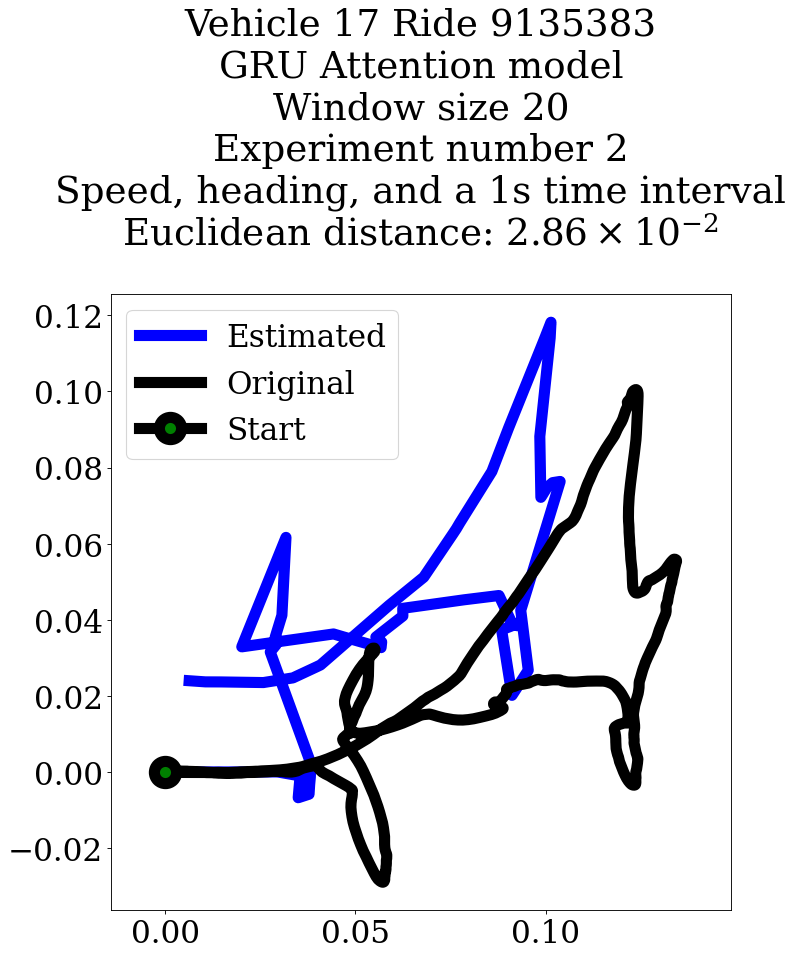 Vehicle 17 Ride 9135383
GRU Attention model
Window size 20
Experiment number 2
Speed, heading, and a 1s time interval
Euclidean distance: 2.86 × 10⁻²
0.12
0.10
0.08
0.06
0.04
0.02
0.00
−0.02
Estimated
Original
Start
0.00 0.05 0.10